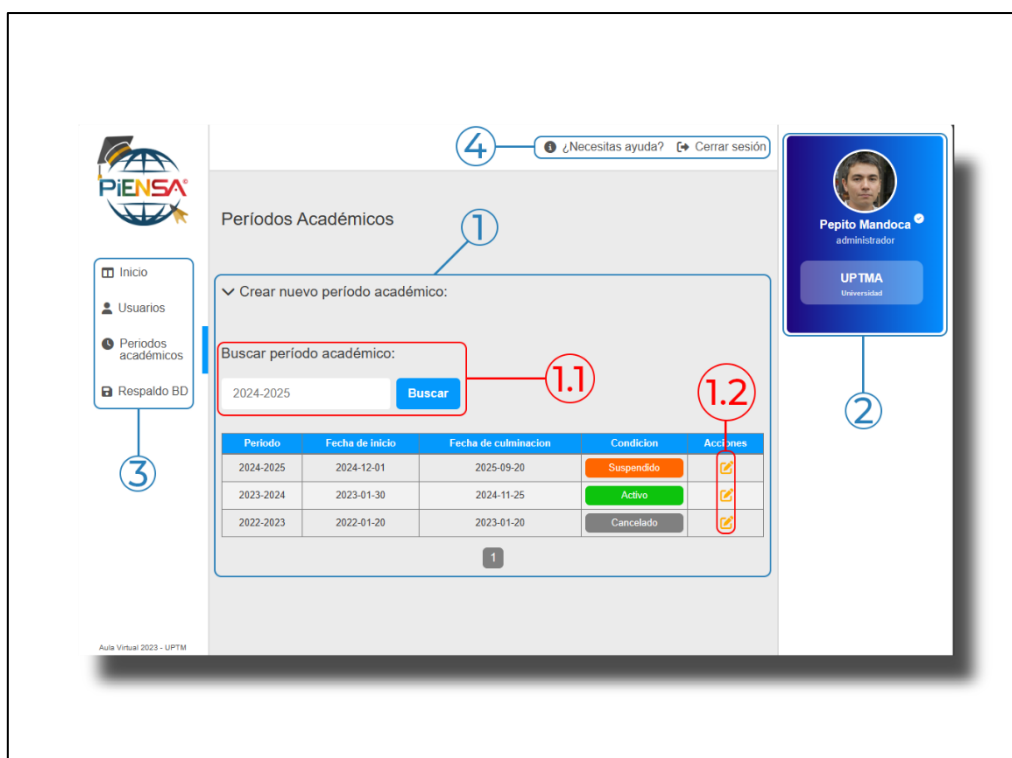 PiENSA
Inicio
Usuarios
Periodos
académicos
Respaldo BD
3
Aula Virtual 2023 - UPTM
4
¿Necesitas ayuda? Cerrar sesión
Períodos Académicos
1
Crear nuevo período académico:
Buscar período académico:
2024-2025 Buscar
1.1
1.2
Periodo Fecha de inicio Fecha de culminacion Condicion Acciones
2024-2025 2024-12-01 2025-09-20 Suspendido
2023-2024 2023-01-30 2024-11-25 Activo
2022-2023 2022-01-20 2023-01-20 Cancelado
1
Pepito Mandoca
administrador
UPTMA
Universidad
2